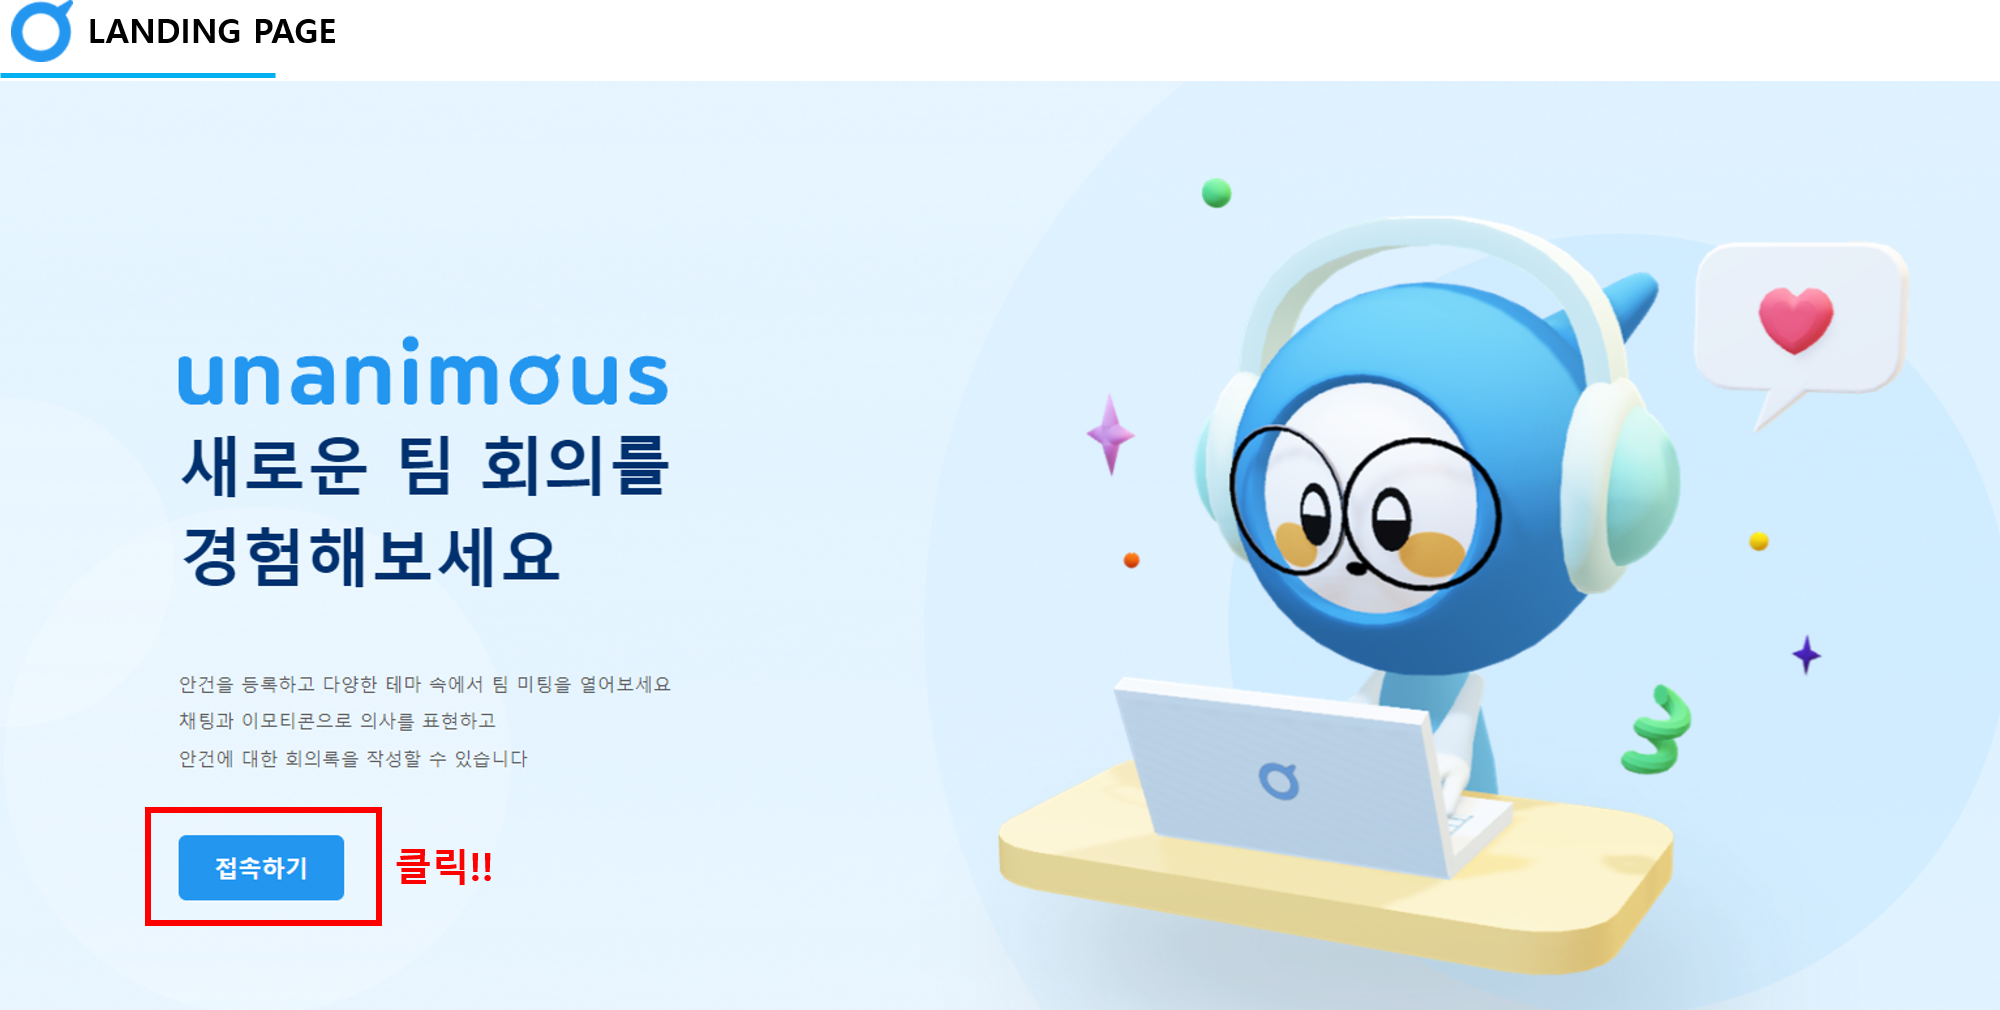 LANDING PAGE
unanimous
새로운 팀 회의를
경험해보세요
안건을 등록하고 다양한 테마 속에서 팀 미팅을 열어보세요
채팅과 이모티콘으로 의사를 표현하고
안건에 대한 회의록을 작성할 수 있습니다
접속하기
클릭!!